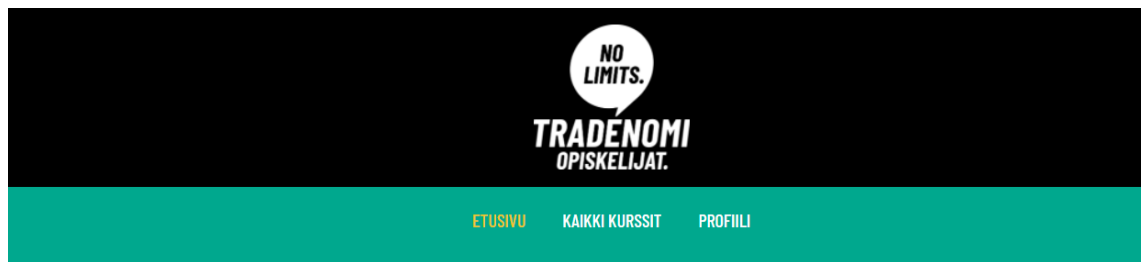 NO
LIMITS.
TRADENOMI
OPISKELIJAT.
ETUSIVU KAIKKI KURSSIT PROFIILI